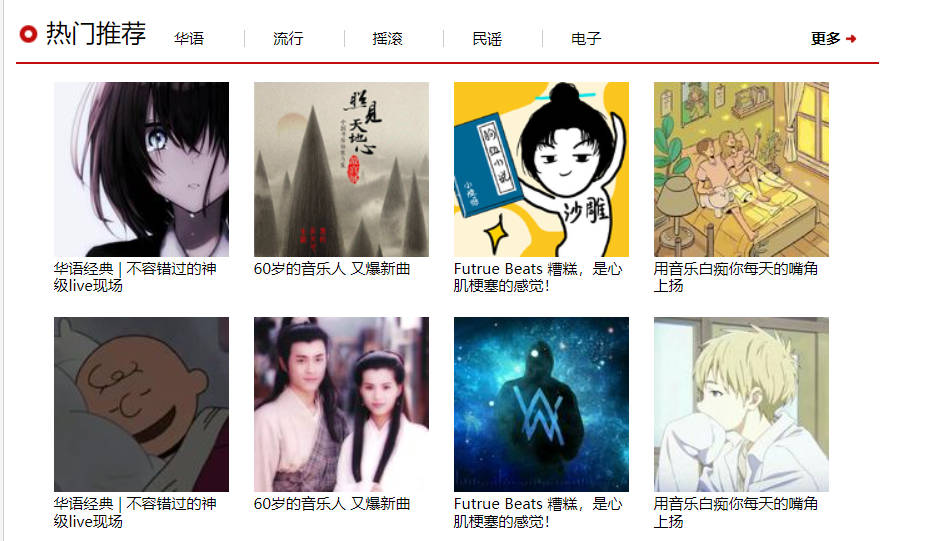 热门推荐 华语 流行 摇滚 民谣 电子 更多
照见
天地心
胸血小说
沙雕
华语经典 | 不容错过的神
级live现场
60岁的音乐人 又爆新曲
Futrue Beats 糟糕，是心
肌梗塞的感觉！
用音乐白痴你每天的嘴角
上扬
华语经典 | 不容错过的神
级live现场
60岁的音乐人 又爆新曲
Futrue Beats 糟糕，是心
肌梗塞的感觉！
用音乐白痴你每天的嘴角
上扬